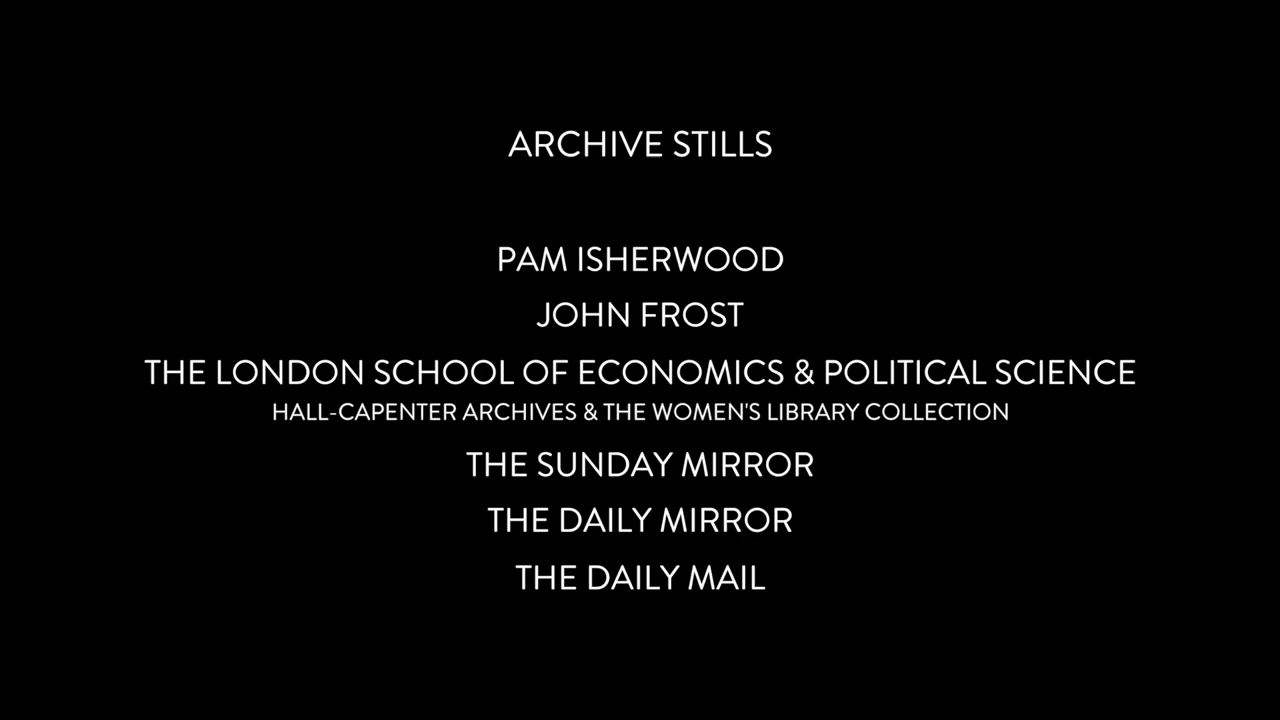 ARCHIVE STILLS
PAM ISHERWOOD
JOHN FROST
THE LONDON SCHOOL OF ECONOMICS & POLITICAL SCIENCE
HALL-CAPENTER ARCHIVES & THE WOMEN'S LIBRARY COLLECTION
THE SUNDAY MIRROR
THE DAILY MIRROR
THE DAILY MAIL